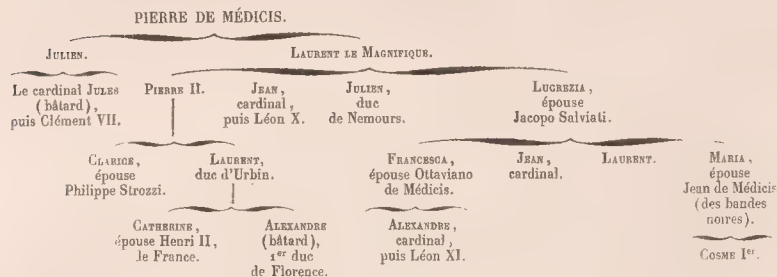 PIERRE DE MÉDICIS.
JULIEN.
LAURENT LE MAGNIFIQUE.
Le cardinal JULES
(bâtard),
puis Clément VII.
PIERRE II.
JEAN,
cardinal,
puis Léon X.
JULIEN,
duc
de Nemours.
LUCREZIA,
épouse
Jacopo Salviati.
CLARICE,
épouse
Philippe Strozzi.
LAURENT,
duc d'Urbin.
FRANCESCA,
épouse Ottaviano
de Médicis.
JEAN,
cardinal.
LAURENT.
MARIA,
épouse
Jean de Médicis
(des bandes
noires).
CATHERINE,
épouse Henri II,
de France.
ALEXANDRE
(bâtard),
1er duc
de Florence.
ALEXANDRE,
cardinal,
puis Léon XI.
COSME Ier.